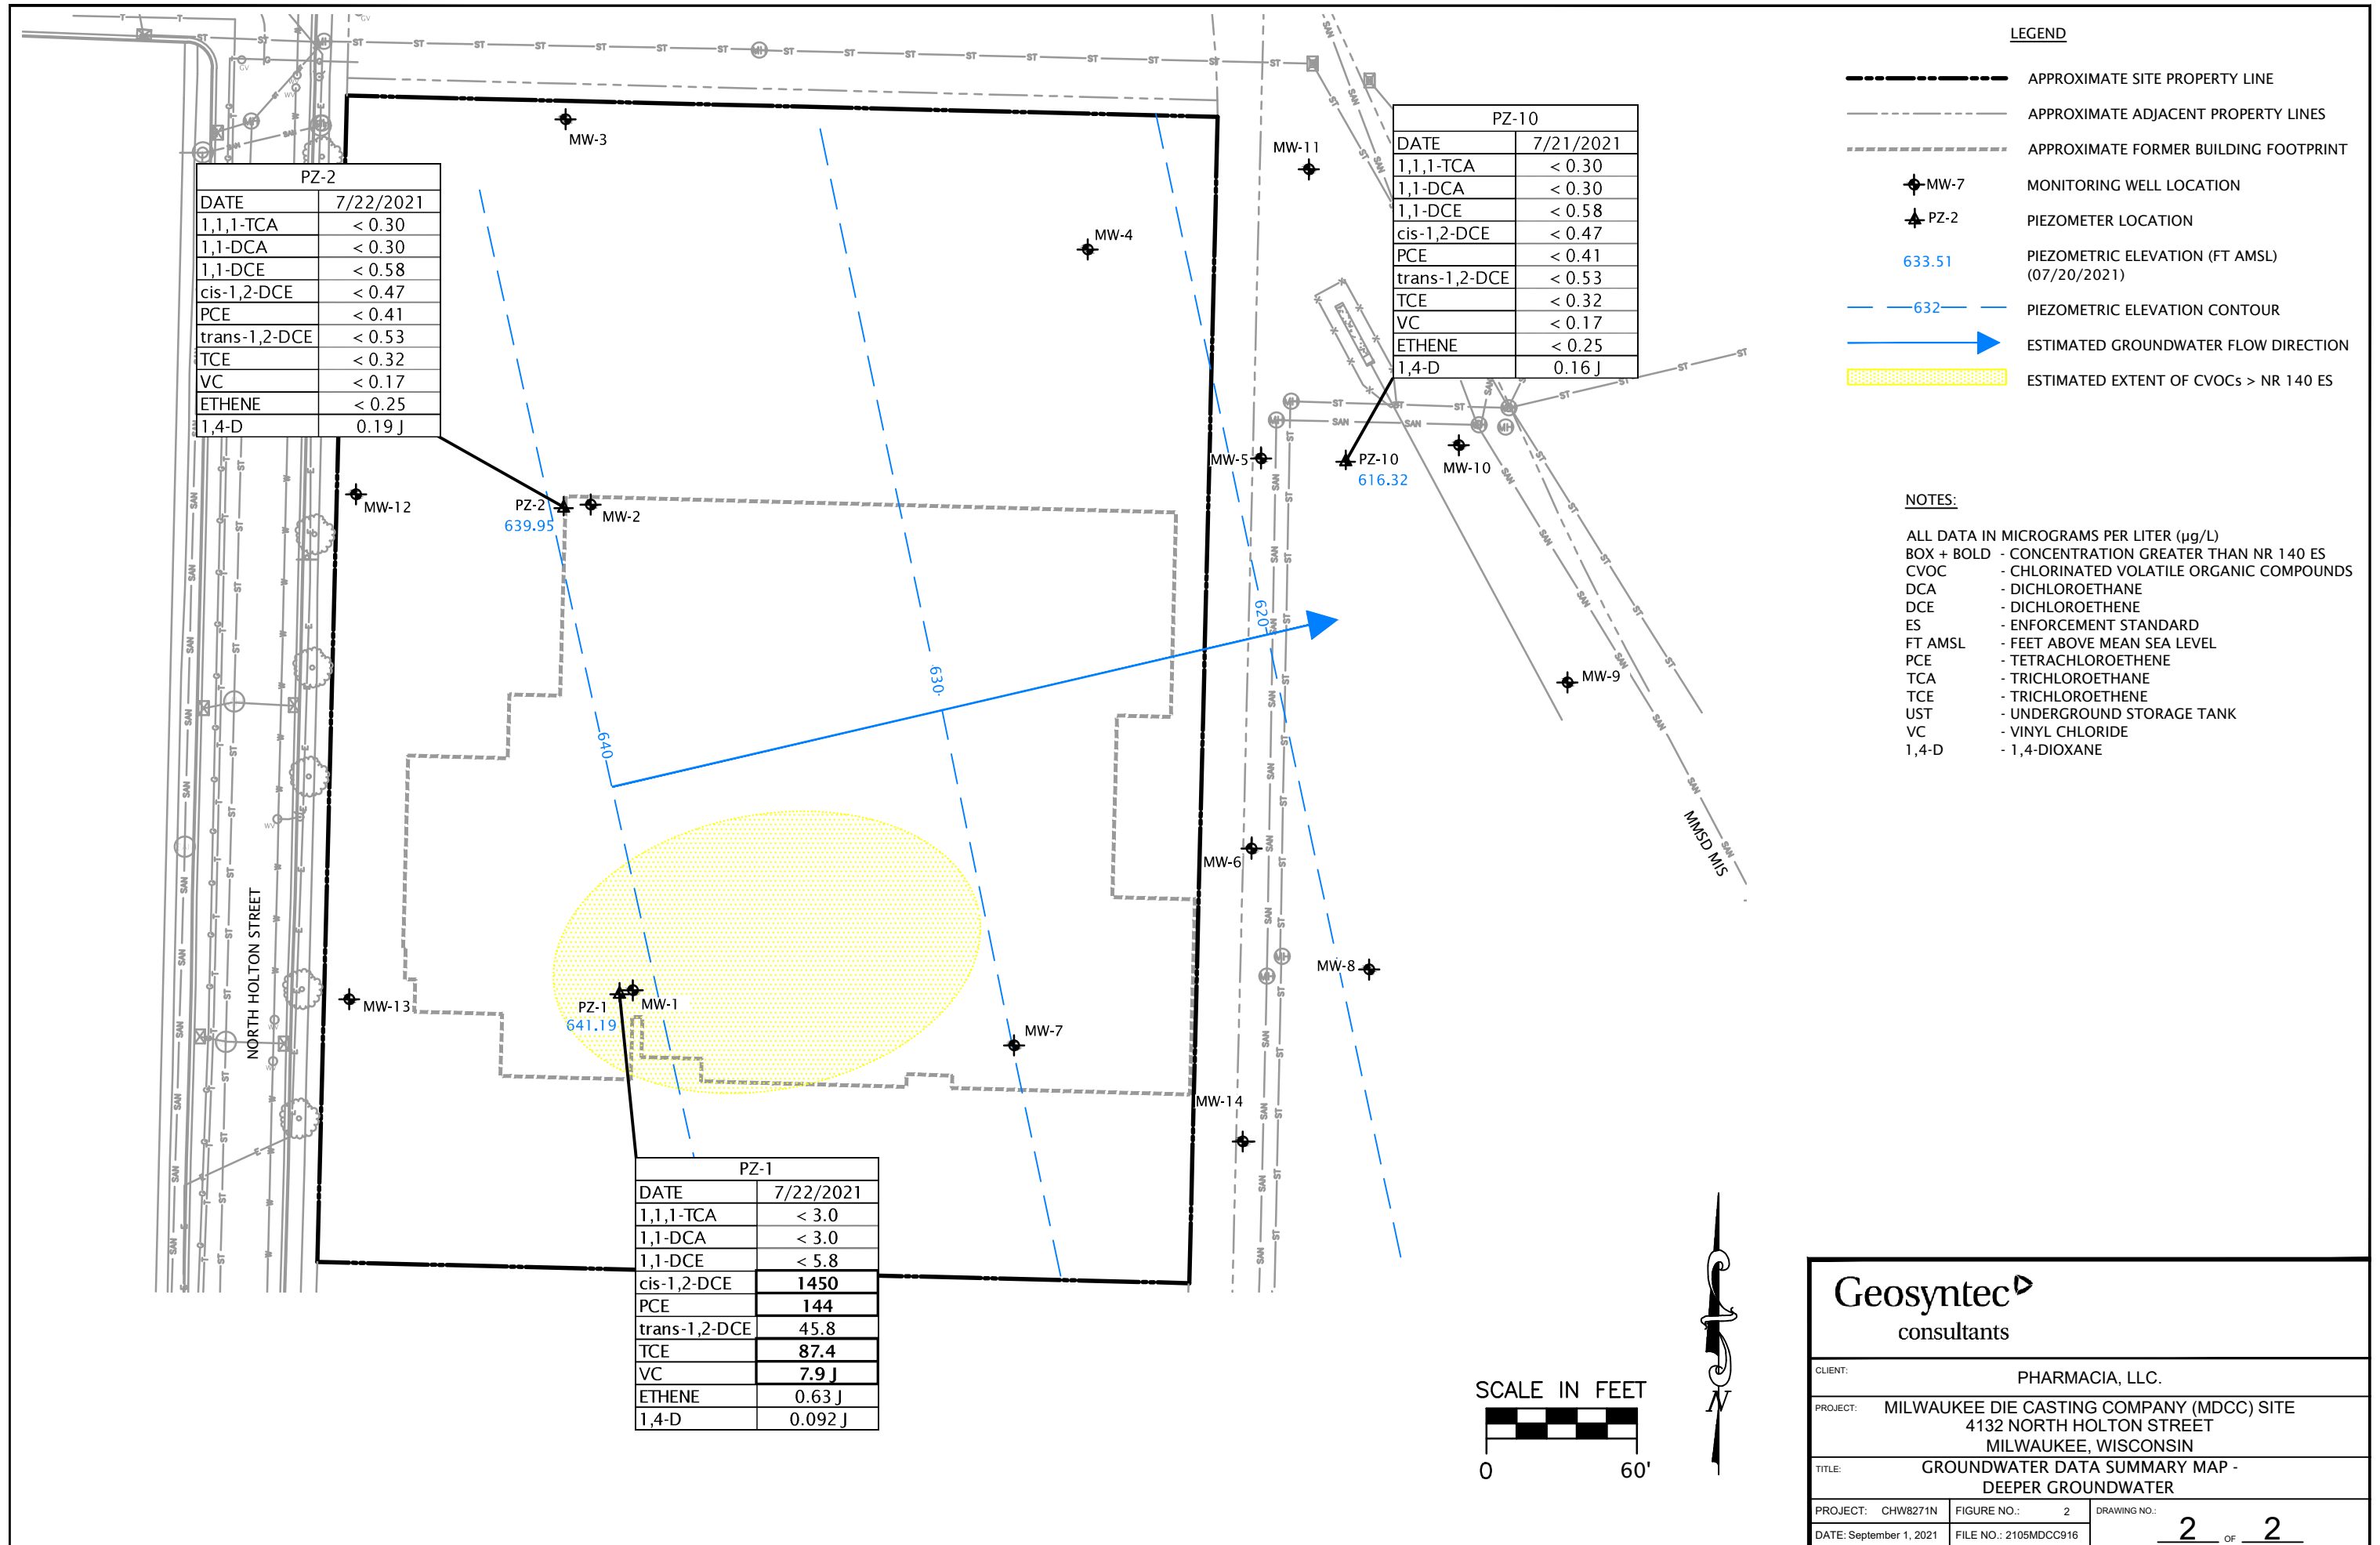 LEGEND
APPROXIMATE SITE PROPERTY LINE
APPROXIMATE ADJACENT PROPERTY LINES
APPROXIMATE FORMER BUILDING FOOTPRINT
MW-7 MONITORING WELL LOCATION
PZ-2 PIEZOMETER LOCATION
633.51 PIEZOMETRIC ELEVATION (FT AMSL)
(07/20/2021)
632 PIEZOMETRIC ELEVATION CONTOUR
ESTIMATED GROUNDWATER FLOW DIRECTION
ESTIMATED EXTENT OF CVOCs > NR 140 ES
NOTES:
ALL DATA IN MICROGRAMS PER LITER (µg/L)
BOX + BOLD - CONCENTRATION GREATER THAN NR 140 ES
CVOC - CHLORINATED VOLATILE ORGANIC COMPOUNDS
DCA - DICHLOROETHANE
DCE - DICHLOROETHENE
ES - ENFORCEMENT STANDARD
FT AMSL - FEET ABOVE MEAN SEA LEVEL
PCE - TETRACHLOROETHENE
TCA - TRICHLOROETHANE
TCE - TRICHLOROETHENE
UST - UNDERGROUND STORAGE TANK
VC - VINYL CHLORIDE
1,4-D - 1,4-DIOXANE
PZ-2
DATE 7/22/2021
1,1,1-TCA < 0.30
1,1-DCA < 0.30
1,1-DCE < 0.58
cis-1,2-DCE < 0.47
PCE < 0.41
trans-1,2-DCE < 0.53
TCE < 0.32
VC < 0.17
ETHENE < 0.25
1,4-D 0.19 J
PZ-10
DATE 7/21/2021
1,1,1-TCA < 0.30
1,1-DCA < 0.30
1,1-DCE < 0.58
cis-1,2-DCE < 0.47
PCE < 0.41
trans-1,2-DCE < 0.53
TCE < 0.32
VC < 0.17
ETHENE < 0.25
1,4-D 0.16 J
PZ-1
DATE 7/22/2021
1,1,1-TCA < 3.0
1,1-DCA < 3.0
1,1-DCE < 5.8
cis-1,2-DCE 1450
PCE 144
trans-1,2-DCE 45.8
TCE 87.4
VC 7.9 J
ETHENE 0.63 J
1,4-D 0.092 J
MW-3
MW-11
MW-4
MW-5
PZ-10
616.32
MW-10
MW-12
PZ-2
639.95
MW-2
620
630
640
MW-9
MW-6
MMSD MIS
NORTH HOLTON STREET
MW-8
MW-13
PZ-1
641.19
MW-1
MW-7
MW-14
SCALE IN FEET
0 60'
N
Geosyntec
consultants
CLIENT: PHARMACIA, LLC.
PROJECT: MILWAUKEE DIE CASTING COMPANY (MDCC) SITE
4132 NORTH HOLTON STREET
MILWAUKEE, WISCONSIN
TITLE: GROUNDWATER DATA SUMMARY MAP -
DEEPER GROUNDWATER
PROJECT: CHW8271N FIGURE NO.: 2 DRAWING NO.:
DATE: September 1, 2021 FILE NO.: 2105MDCC916 2 OF 2